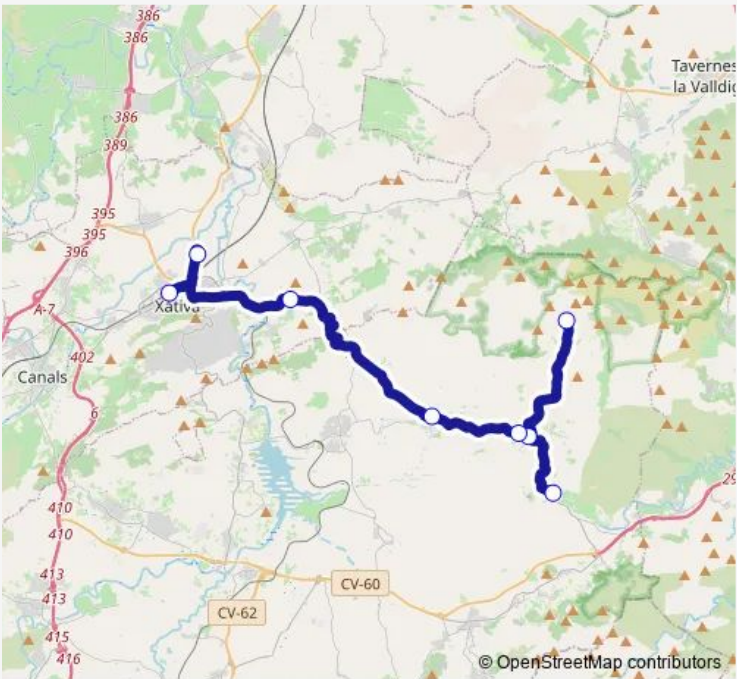 386
386
Tavernes
la Valldig
386
389
395
395
396
A-7
Xàtiva
402
Canals
6
29
410
410
CV-60
413
413
CV-62
415
416
© OpenStreetMap contributors